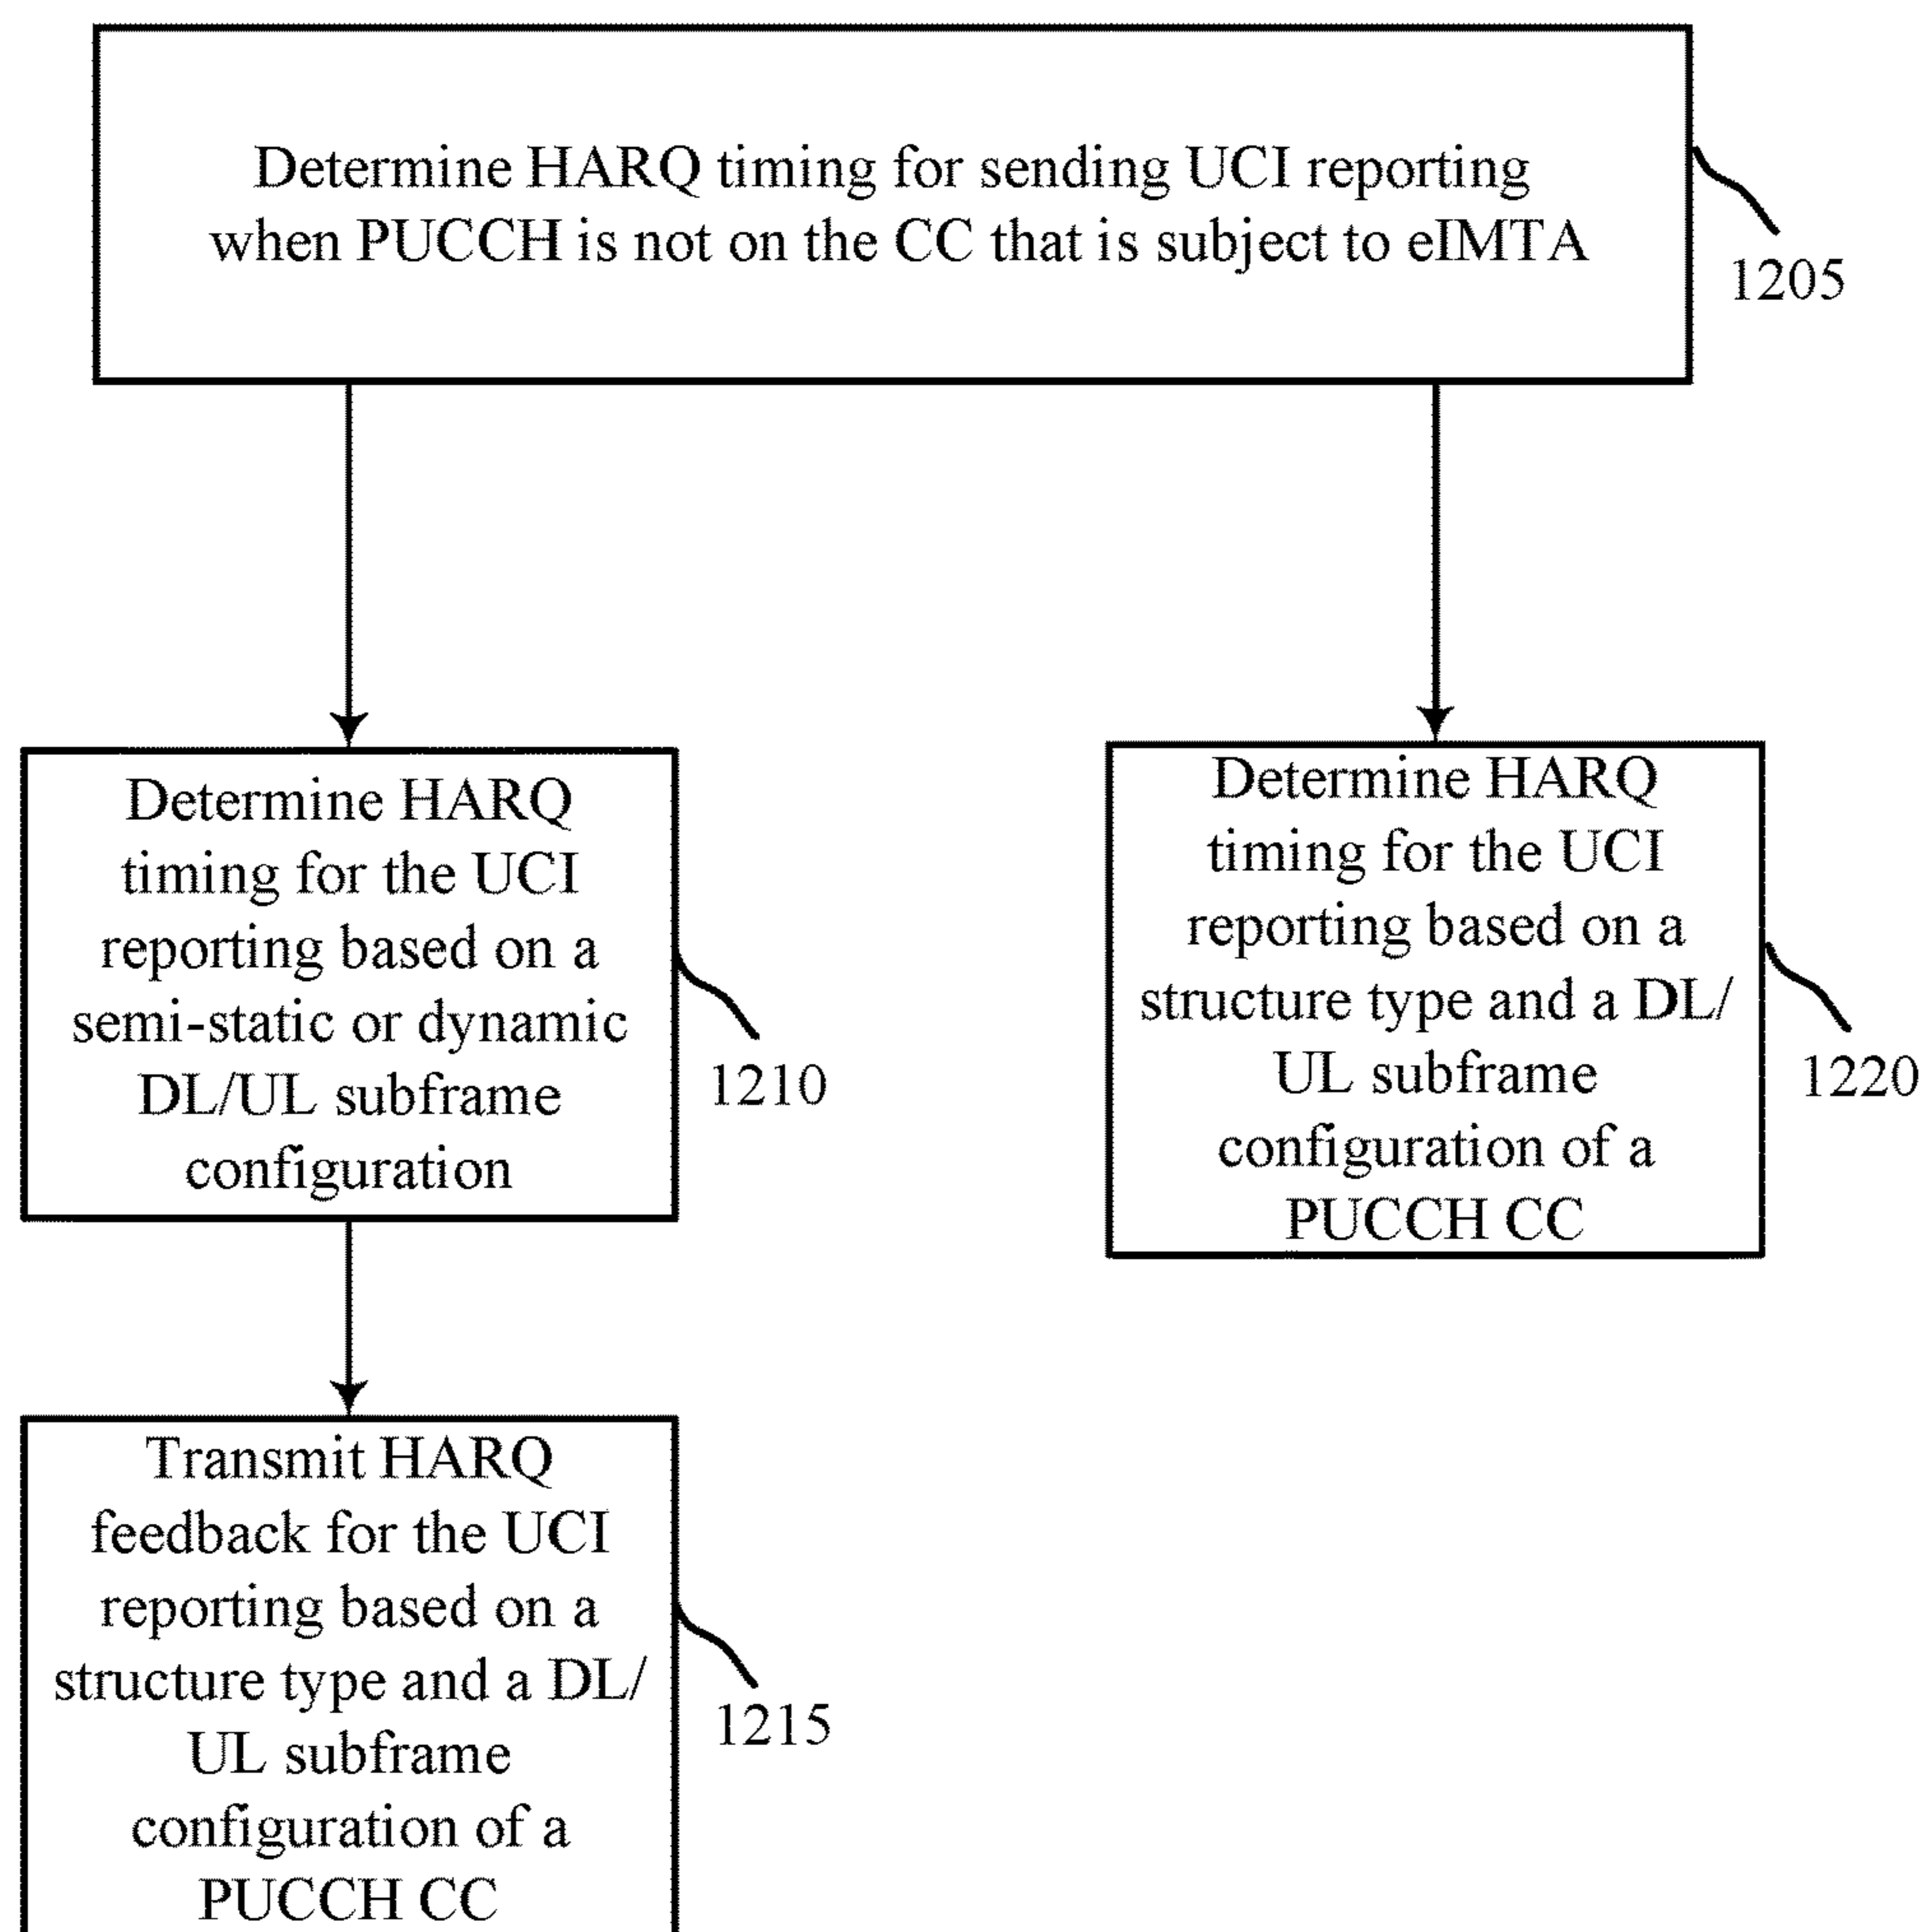 Determine HARQ timing for sending UCI reporting
when PUCCH is not on the CC that is subject to eIMTA
1205
Determine HARQ
timing for the UCI
reporting based on a
semi-static or dynamic
DL/UL subframe
configuration
1210
Determine HARQ
timing for the UCI
reporting based on a
structure type and a DL/
UL subframe
configuration of a
PUCCH CC
1220
Transmit HARQ
feedback for the UCI
reporting based on a
structure type and a DL/
UL subframe
configuration of a
PUCCH CC
1215